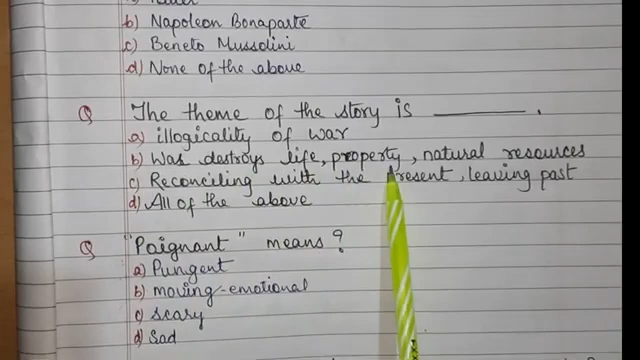 b) Napoleon Bonaparte
c) Beneto Mussolini
d) None of the above
Q The theme of the story is ______ .
a) illogicality of war
b) Was destroys life, property, natural resources
c) Reconciling with the present, leaving past
d) All of the above
Q "Poignant" means ?
a) Pungent
b) moving-emotional
c) scary
d) Sad